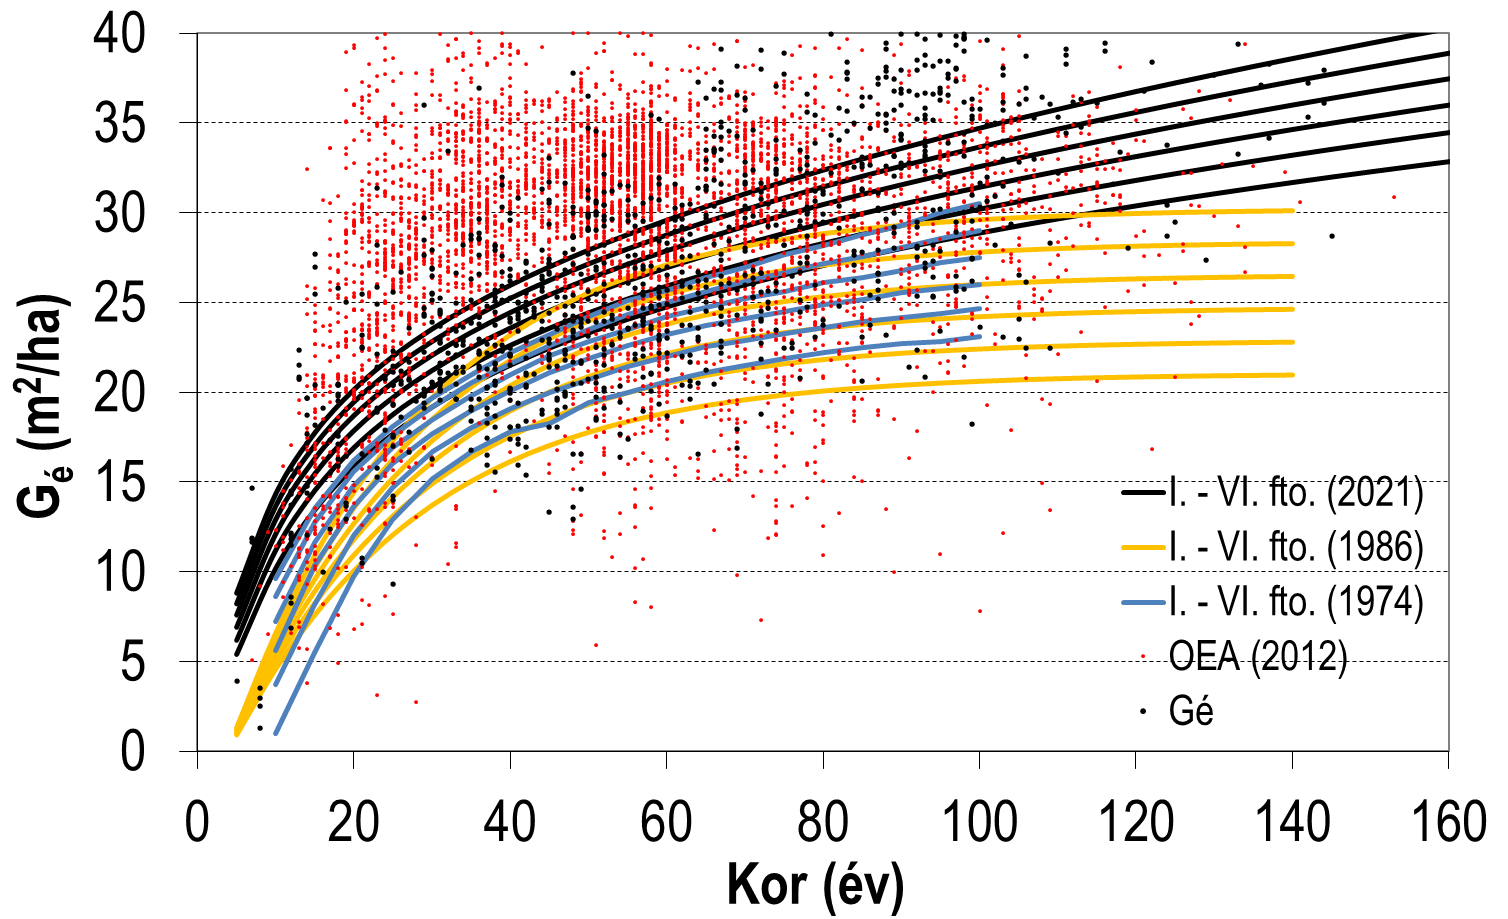 40
35
30
25
20
15
10
5
0
Gé (m²/ha)
0 20 40 60 80 100 120 140 160
Kor (év)
I. - VI. fto. (2021)
I. - VI. fto. (1986)
I. - VI. fto. (1974)
OEA (2012)
Gé